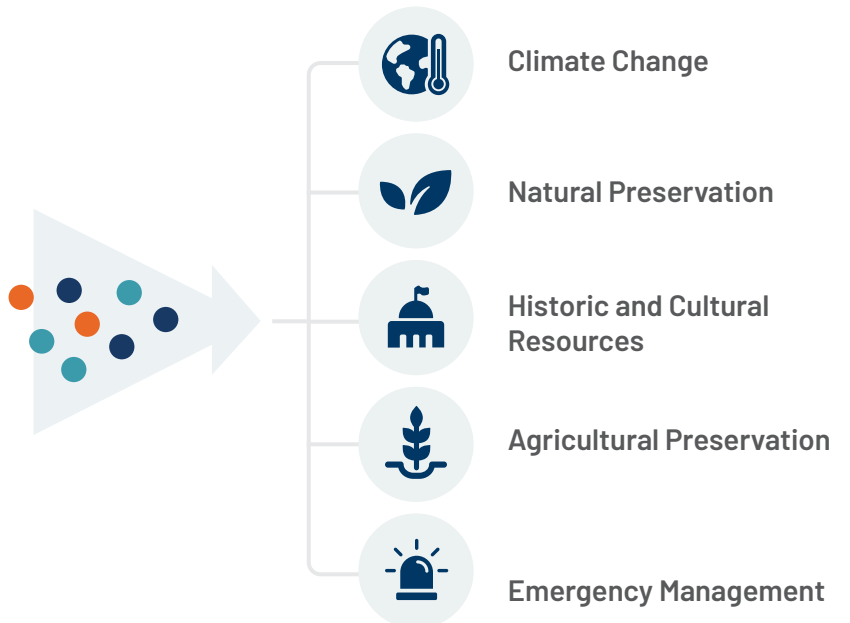 Climate Change
Natural Preservation
Historic and Cultural
Resources
Agricultural Preservation
Emergency Management